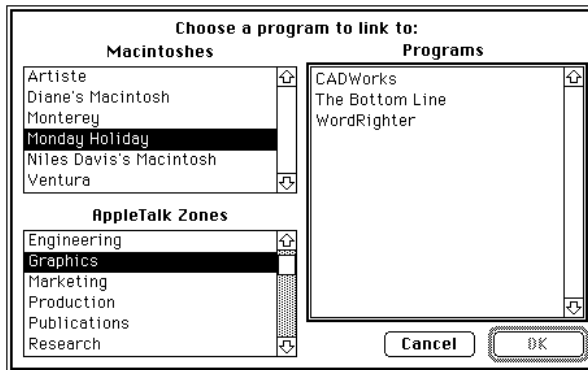 Choose a program to link to:
Macintoshes
Artiste
Diane's Macintosh
Monterey
Monday Holiday
Niles Davis's Macintosh
Ventura
AppleTalk Zones
Engineering
Graphics
Marketing
Production
Publications
Research
Programs
CADWorks
The Bottom Line
WordRighter
Cancel
OK